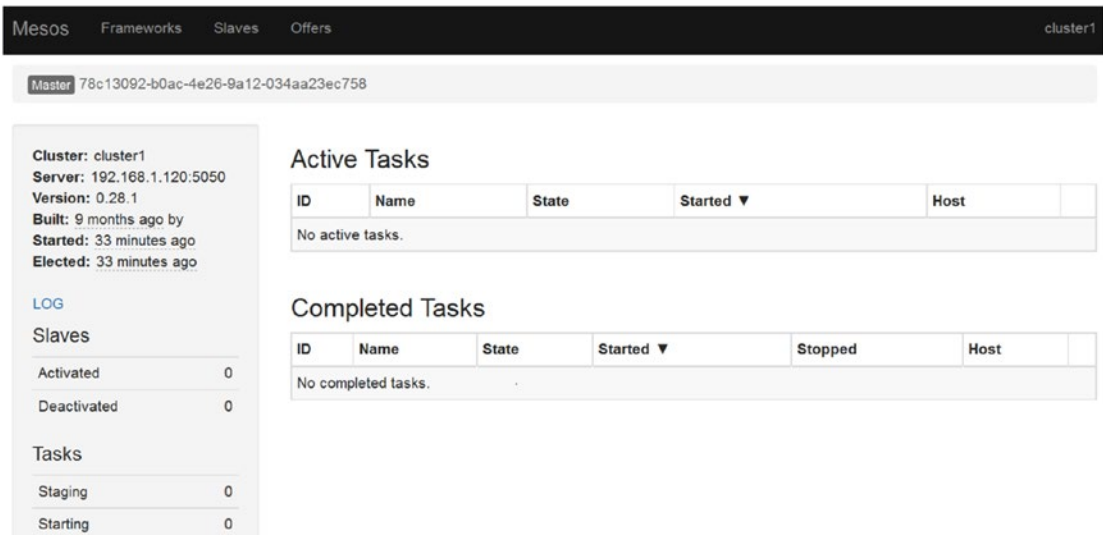 Mesos Frameworks Slaves Offers cluster1
Master 78c13092-b0ac-4e26-9a12-034aa23ec758
Cluster: cluster1
Server: 192.168.1.120:5050
Version: 0.28.1
Built: 9 months ago by
Started: 33 minutes ago
Elected: 33 minutes ago
LOG
Slaves
Activated 0
Deactivated 0
Tasks
Staging 0
Starting 0
Active Tasks
ID Name State Started ▼ Host
No active tasks.
Completed Tasks
ID Name State Started ▼ Stopped Host
No completed tasks.